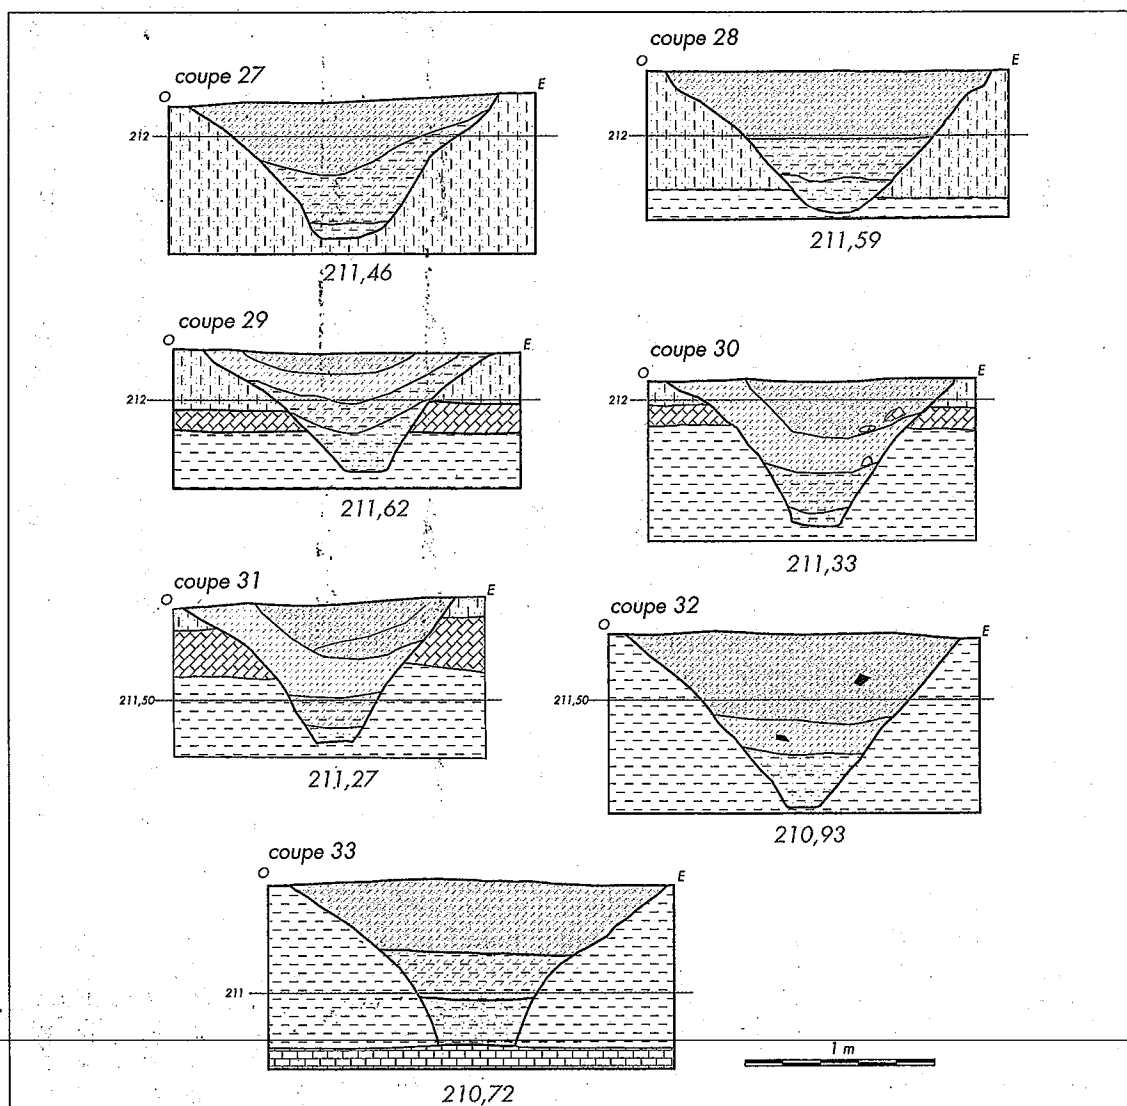 coupe 27
O
E
212
211,46
coupe 28
O
E
212
211,59
coupe 29
O
E
212
211,62
coupe 30
O
E
212
211,33
coupe 31
O
E
211,50
211,27
coupe 32
O
E
211,50
210,93
coupe 33
O
E
211
210,72
1 m